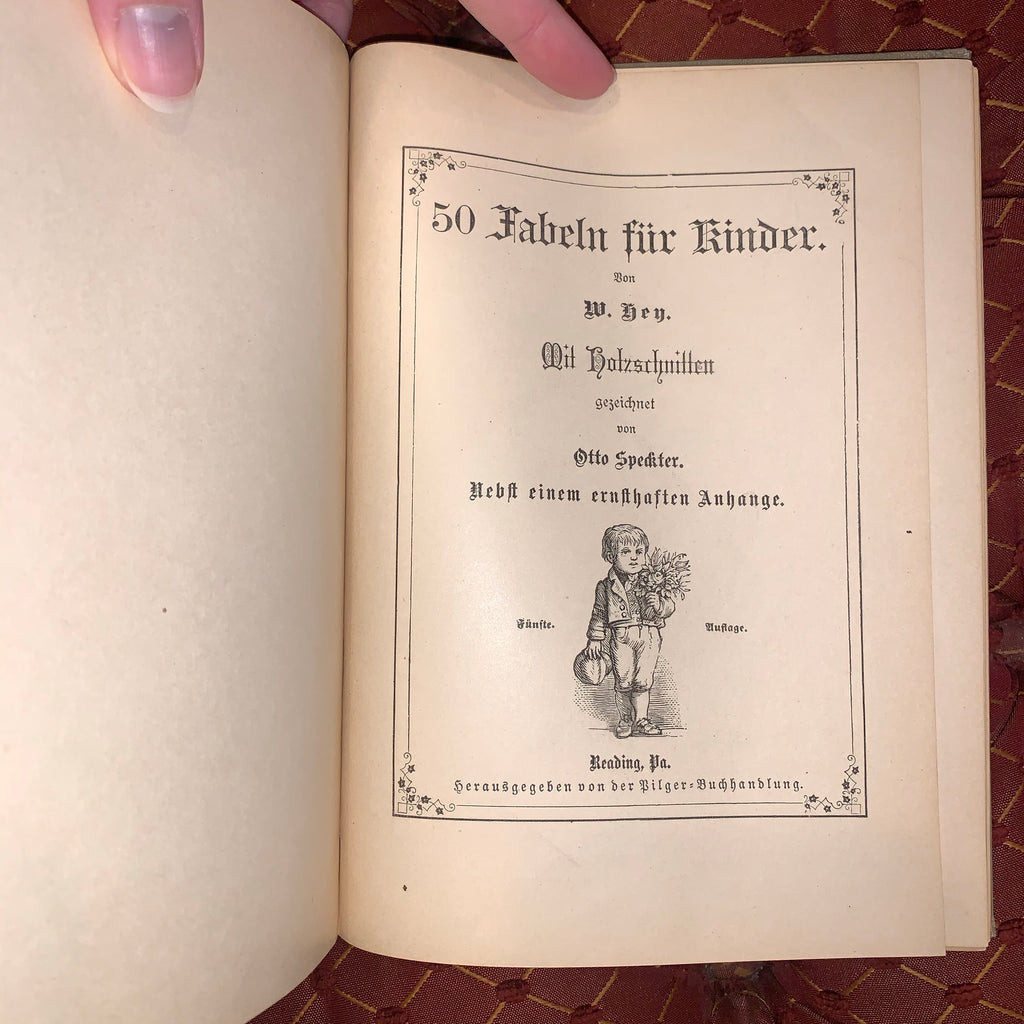 50 Fabeln für Kinder.
Von
W. Hey.
Mit Holzschnitten
gezeichnet
von
Otto Speckter.
Nebst einem ernsthaften Anhange.
Fünfte. Auflage.
Reading, Pa.
Herausgegeben von der Pilger-Buchhandlung.